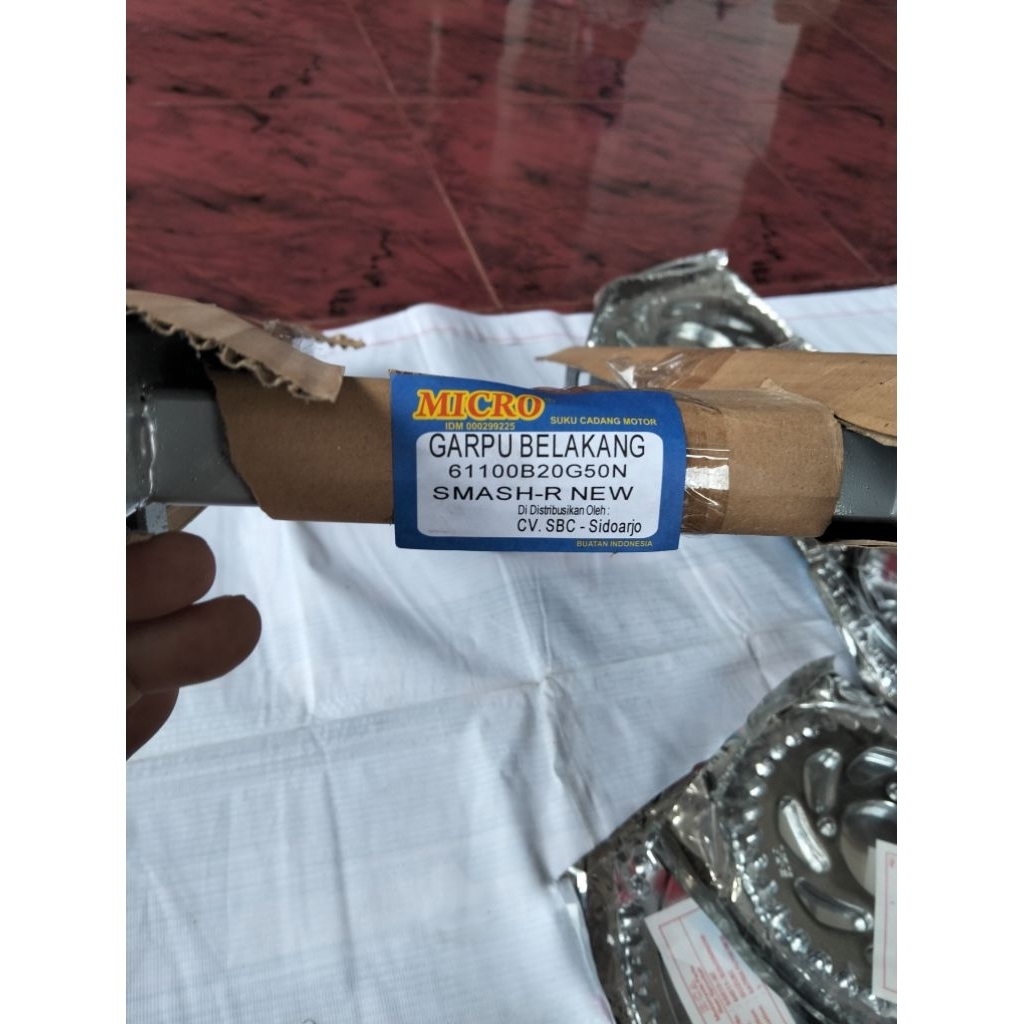 MICRO
IDM 000299225
SUKU CADANG MOTOR
GARPU BELAKANG
61100B20G50N
SMASH-R NEW
Di Distribusikan Oleh :
CV. SBC - Sidoarjo
BUATAN INDONESIA